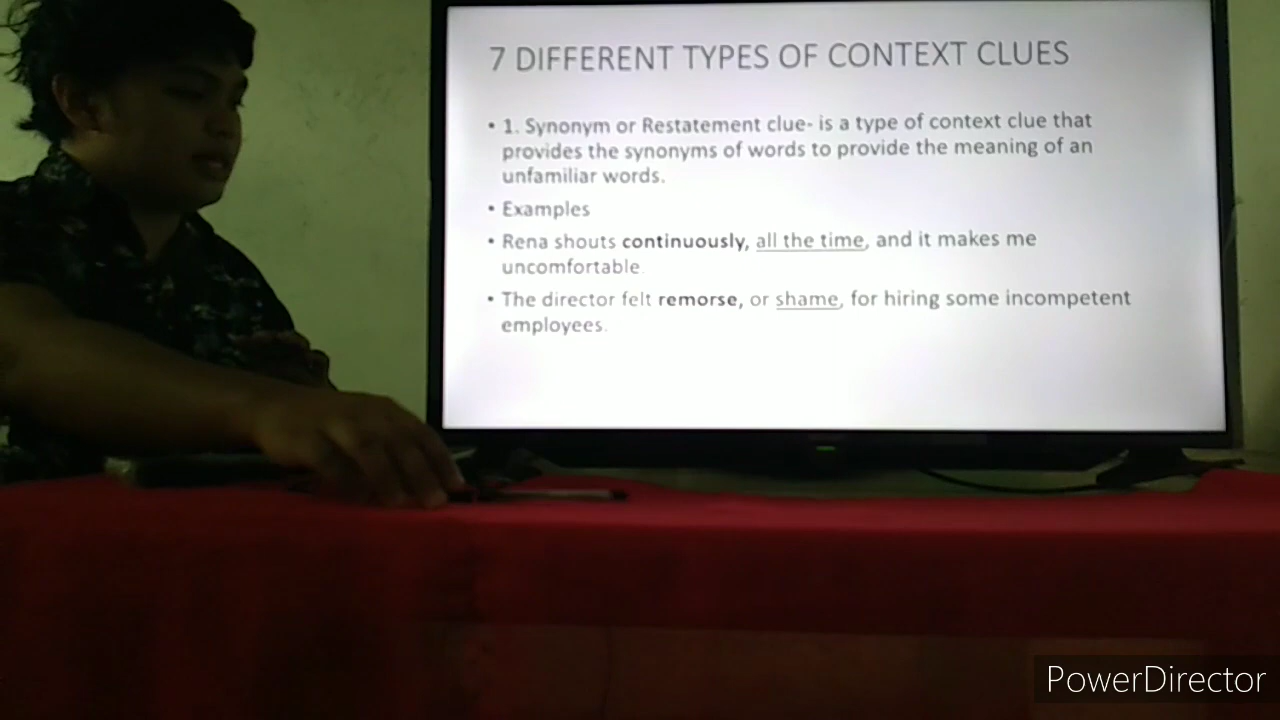 7 DIFFERENT TYPES OF CONTEXT CLUES
• 1. Synonym or Restatement clue- is a type of context clue that
provides the synonyms of words to provide the meaning of an
unfamiliar words.
• Examples
• Rena shouts continuously, all the time, and it makes me
uncomfortable.
• The director felt remorse, or shame, for hiring some incompetent
employees.
PowerDirector